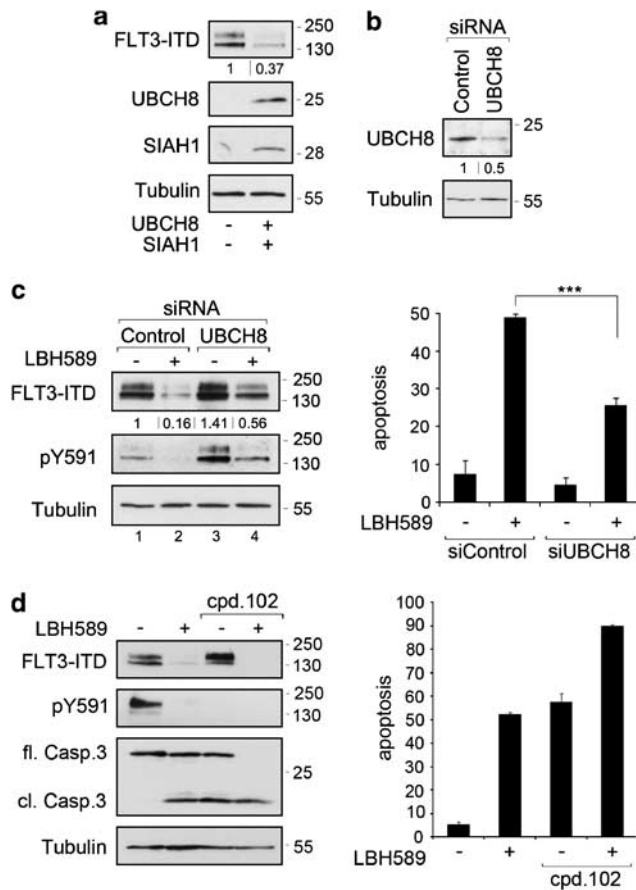 a
FLT3-ITD
250
130
1 | 0.37
UBCH8
25
SIAH1
28
Tubulin
55
UBCH8 - +
SIAH1 - +
b
siRNA
Control UBCH8
UBCH8
25
1 | 0.5
Tubulin
55
c
siRNA
Control UBCH8
LBH589 - + - +
FLT3-ITD
250
130
1 | 0.16 | 1.41 | 0.56
pY591
250
130
Tubulin
55
1 2 3 4
***
50
40
30
20
10
0
apoptosis
LBH589 - + - +
siControl siUBCH8
d
cpd.102
LBH589 - + - +
FLT3-ITD
250
130
pY591
250
130
fl. Casp.3
25
cl. Casp.3
Tubulin
55
90
80
70
60
50
40
30
20
10
0
apoptosis
LBH589 - + - +
cpd.102